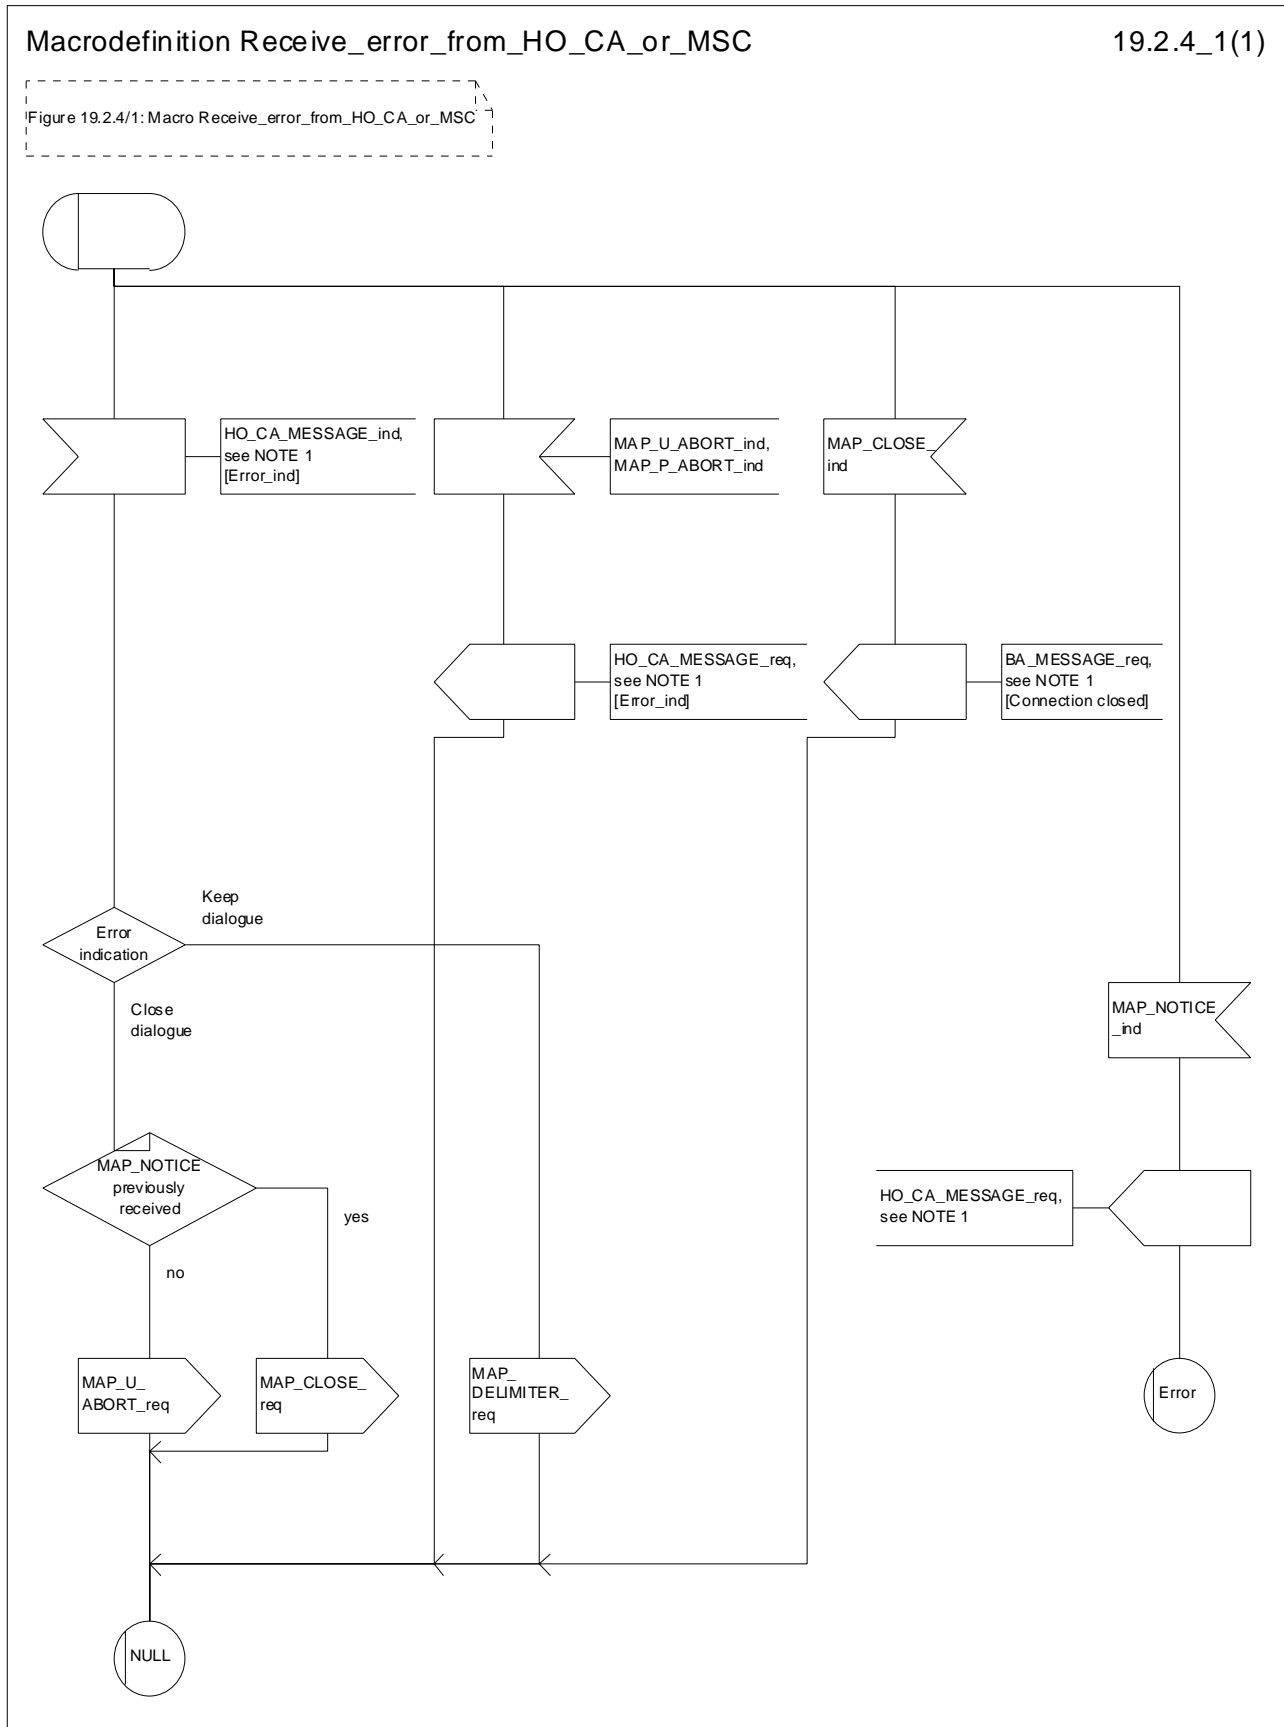 Macrodefinition Receive_error_from_HO_CA_or_MSC
19.2.4_1(1)
Figure 19.2.4/1: Macro Receive_error_from_HO_CA_or_MSC
HO_CA_MESSAGE_ind,
see NOTE 1
[Error_ind]
MAP_U_ABORT_ind,
MAP_P_ABORT_ind
MAP_CLOSE_
ind
HO_CA_MESSAGE_req,
see NOTE 1
[Error_ind]
BA_MESSAGE_req,
see NOTE 1
[Connection closed]
Keep
dialogue
Error
indication
Close
dialogue
MAP_NOTICE
_ind
MAP_NOTICE
previously
received
yes
no
HO_CA_MESSAGE_req,
see NOTE 1
MAP_U_
ABORT_req
MAP_CLOSE_
req
MAP_
DELIMITER_
req
Error
NULL